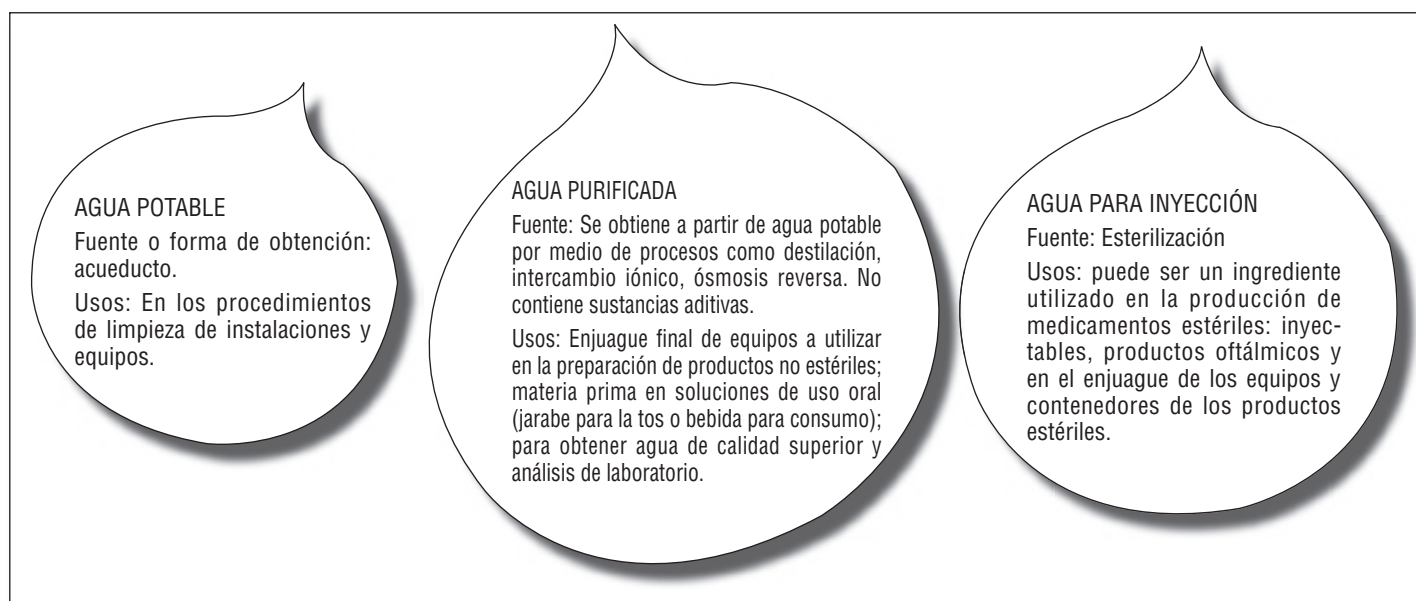 AGUA POTABLE
Fuente o forma de obtención:
acueducto.
Usos: En los procedimientos
de limpieza de instalaciones y
equipos.
AGUA PURIFICADA
Fuente: Se obtiene a partir de agua potable
por medio de procesos como destilación,
intercambio iónico, ósmosis reversa. No
contiene sustancias aditivas.
Usos: Enjuague final de equipos a utilizar
en la preparación de productos no estériles;
materia prima en soluciones de uso oral
(jarabe para la tos o bebida para consumo);
para obtener agua de calidad superior y
análisis de laboratorio.
AGUA PARA INYECCIÓN
Fuente: Esterilización
Usos: puede ser un ingrediente
utilizado en la producción de
medicamentos estériles: inyec-
tables, productos oftálmicos y
en el enjuague de los equipos y
contenedores de los productos
estériles.